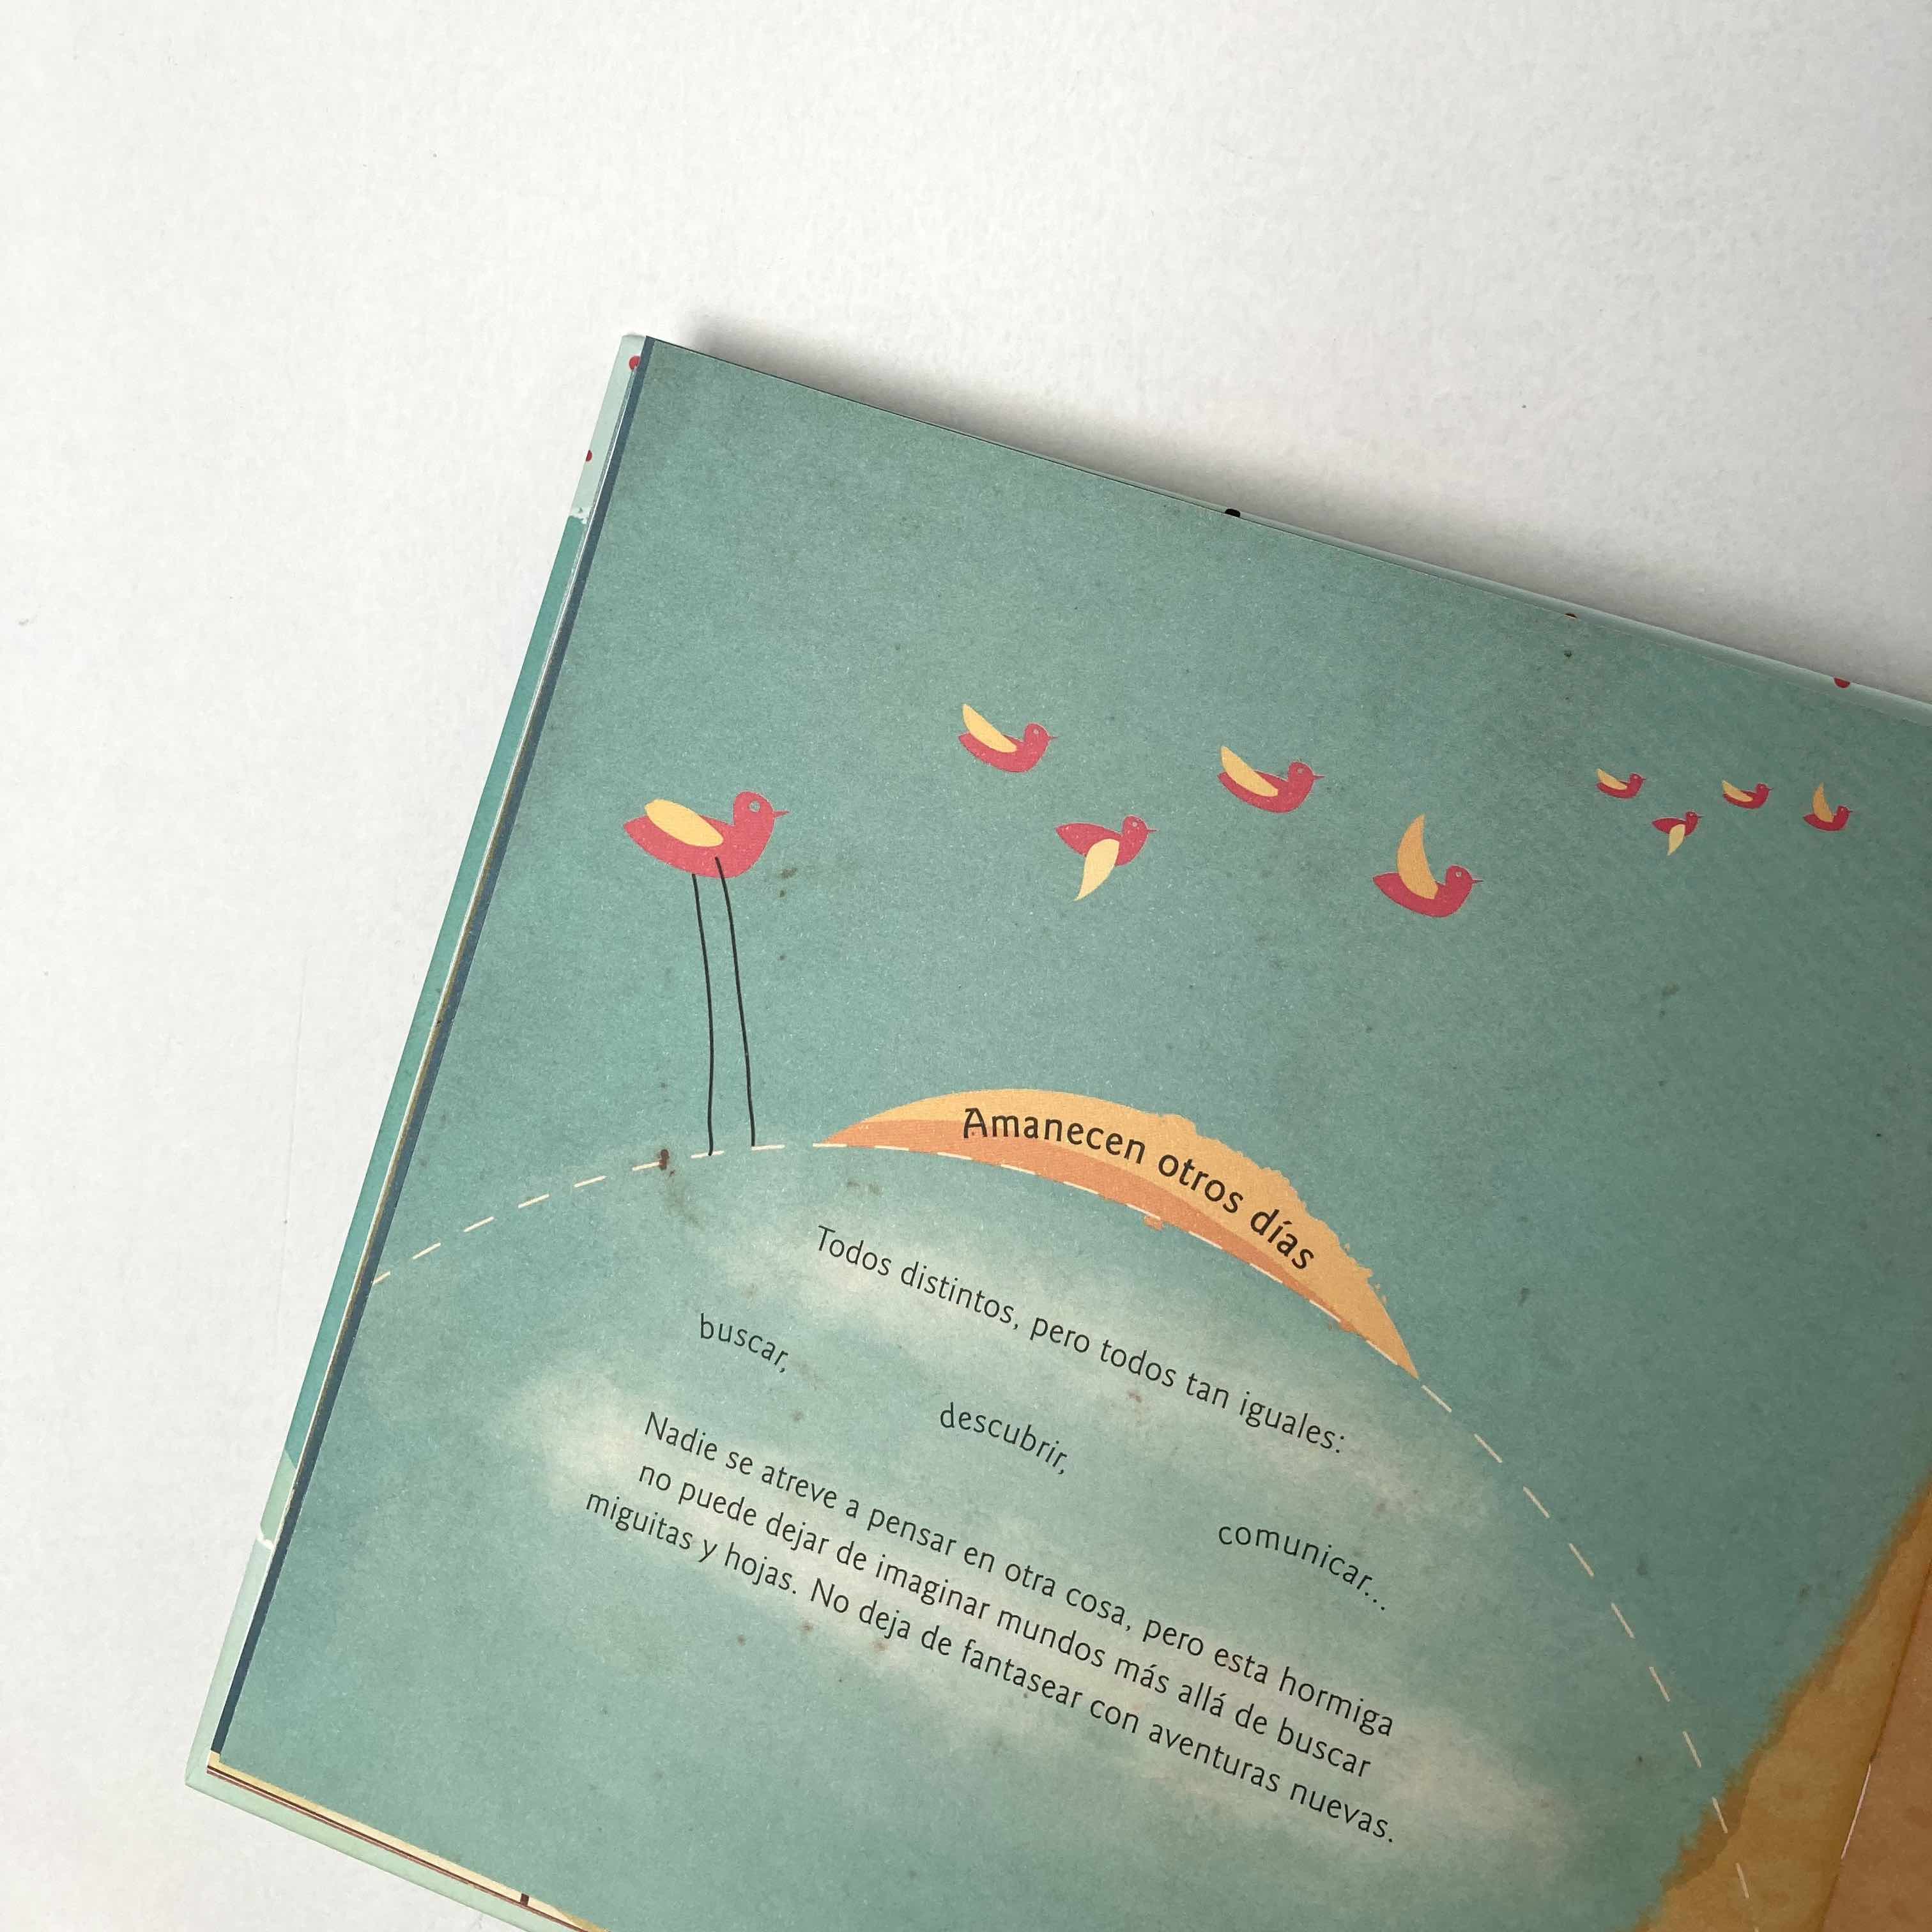 Amanecen otros días
Todos distintos, pero todos tan iguales:
buscar,
descubrir,
comunicar...
Nadie se atreve a pensar en otra cosa, pero esta hormiga
no puede dejar de imaginar mundos más allá de buscar
miguitas y hojas. No deja de fantasear con aventuras nuevas.